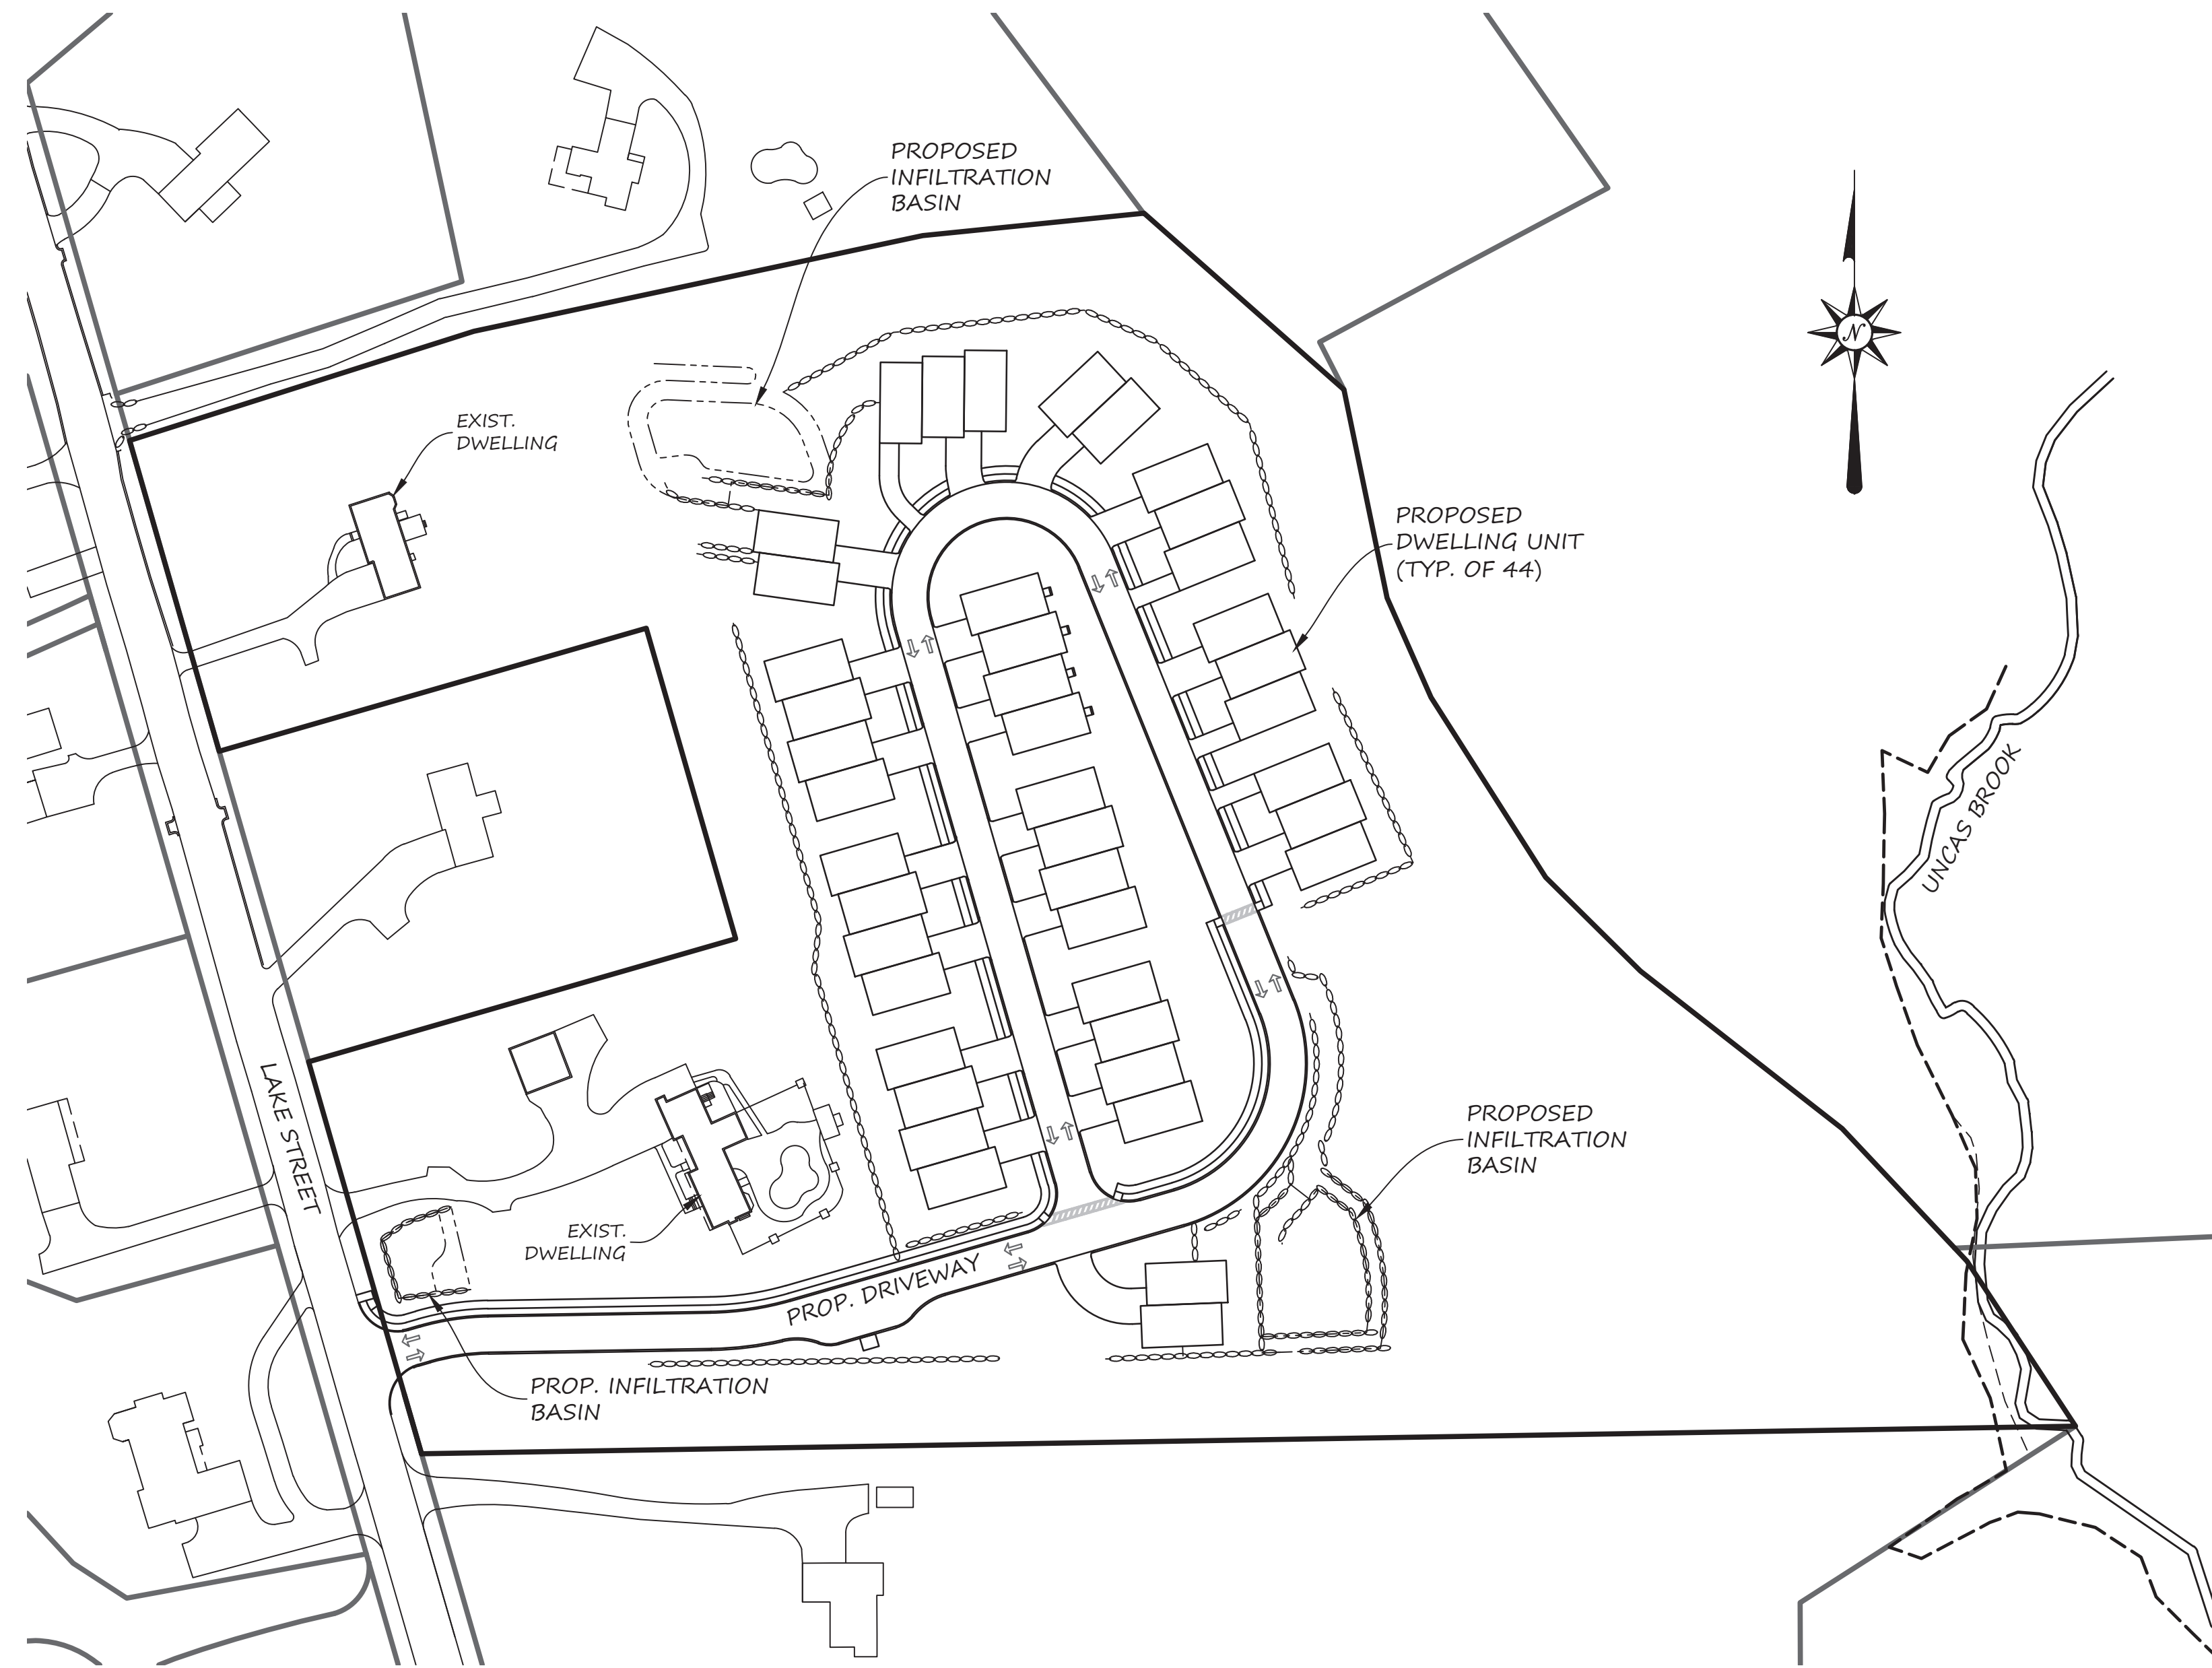 PROPOSED
INFILTRATION
BASIN
N
EXIST.
DWELLING
PROPOSED
DWELLING UNIT
(TYP. OF 44)
UNCAS BROOK
LAKE STREET
PROPOSED
INFILTRATION
BASIN
EXIST.
DWELLING
PROP. DRIVEWAY
PROP. INFILTRATION
BASIN